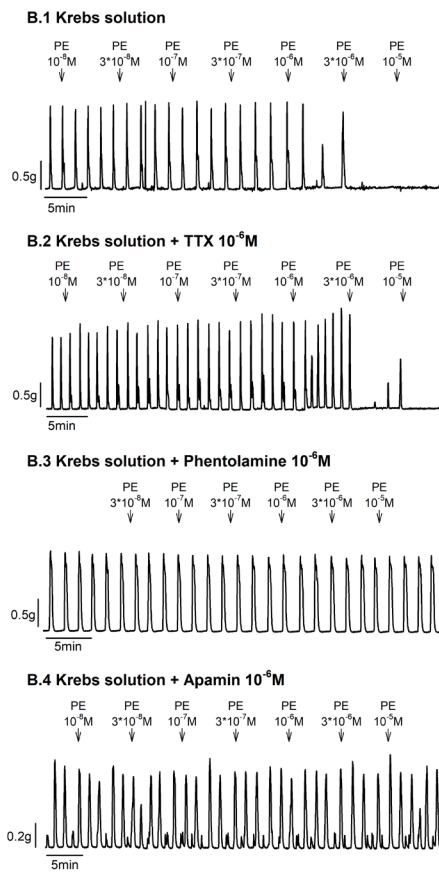 B.1 Krebs solution
PE PE PE PE PE PE PE
10⁻⁸M 3*10⁻⁸M 10⁻⁷M 3*10⁻⁷M 10⁻⁶M 3*10⁻⁶M 10⁻⁵M
0.5g
5min
B.2 Krebs solution + TTX 10⁻⁶M
PE PE PE PE PE PE PE
10⁻⁸M 3*10⁻⁸M 10⁻⁷M 3*10⁻⁷M 10⁻⁶M 3*10⁻⁶M 10⁻⁵M
0.5g
5min
B.3 Krebs solution + Phentolamine 10⁻⁶M
PE PE PE PE PE PE
3*10⁻⁸M 10⁻⁷M 3*10⁻⁷M 10⁻⁶M 3*10⁻⁶M 10⁻⁵M
0.5g
5min
B.4 Krebs solution + Apamin 10⁻⁶M
PE PE PE PE PE PE PE
10⁻⁸M 3*10⁻⁸M 10⁻⁷M 3*10⁻⁷M 10⁻⁶M 3*10⁻⁶M 10⁻⁵M
0.2g
5min